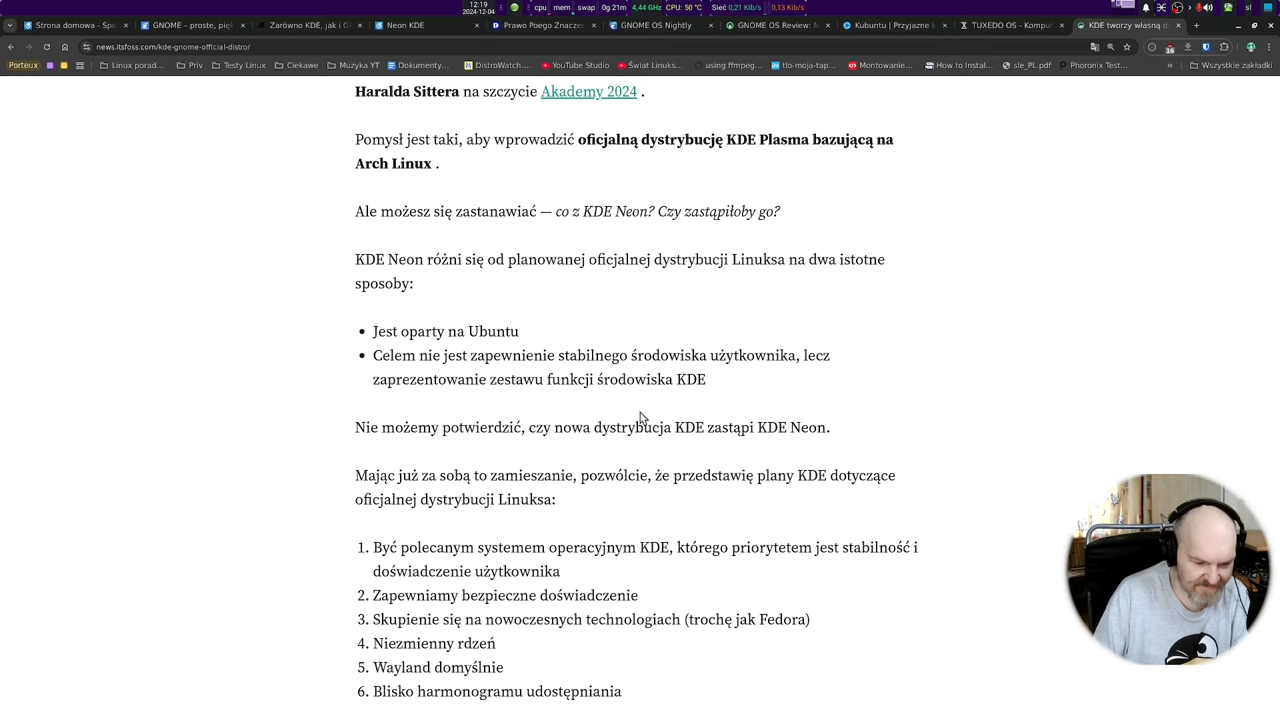 12:19
2024-12-04
cpu mem swap 0g 21m 4,44 GHz CPU: 50 °C Sieć 0,21 Kib/s 0,13 Kib/s
sl
Strona domowa - Spo
GNOME – proste, pięk
Zarówno KDE, jak i G
Neon KDE
Prawo Poego Znaczen
GNOME OS Nightly
GNOME OS Review: N
Kubuntu | Przyjazne k
TUXEDO OS - Kompu
KDE tworzy własną d
news.itsfoss.com/kde-gnome-official-distro/
Porteux
Linux porad...
Priv
Testy Linuz
Ciekawe
Muzyka YT
Dokumenty...
DistroWatch...
YouTube Studio
Świat Linuks...
using ffmpeg...
tlo-moja-tap...
Montowanie...
How to Instal...
sle_PL.pdf
Phoronix Test
Wszystkie zakładki
Haralda Sittera na szczycie Akademy 2024 .
Pomysł jest taki, aby wprowadzić oficjalną dystrybucję KDE Plasma bazującą na
Arch Linux .
Ale możesz się zastanawiać — co z KDE Neon? Czy zastąpiłoby go?
KDE Neon różni się od planowanej oficjalnej dystrybucji Linuksa na dwa istotne
sposoby:
• Jest oparty na Ubuntu
• Celem nie jest zapewnienie stabilnego środowiska użytkownika, lecz
zaprezentowanie zestawu funkcji środowiska KDE
Nie możemy potwierdzić, czy nowa dystrybucja KDE zastąpi KDE Neon.
Mając już za sobą to zamieszanie, pozwólcie, że przedstawię plany KDE dotyczące
oficjalnej dystrybucji Linuksa:
1. Być polecanym systemem operacyjnym KDE, którego priorytetem jest stabilność i
doświadczenie użytkownika
2. Zapewniamy bezpieczne doświadczenie
3. Skupienie się na nowoczesnych technologiach (trochę jak Fedora)
4. Niezmienny rdzeń
5. Wayland domyślnie
6. Blisko harmonogramu udostępniania